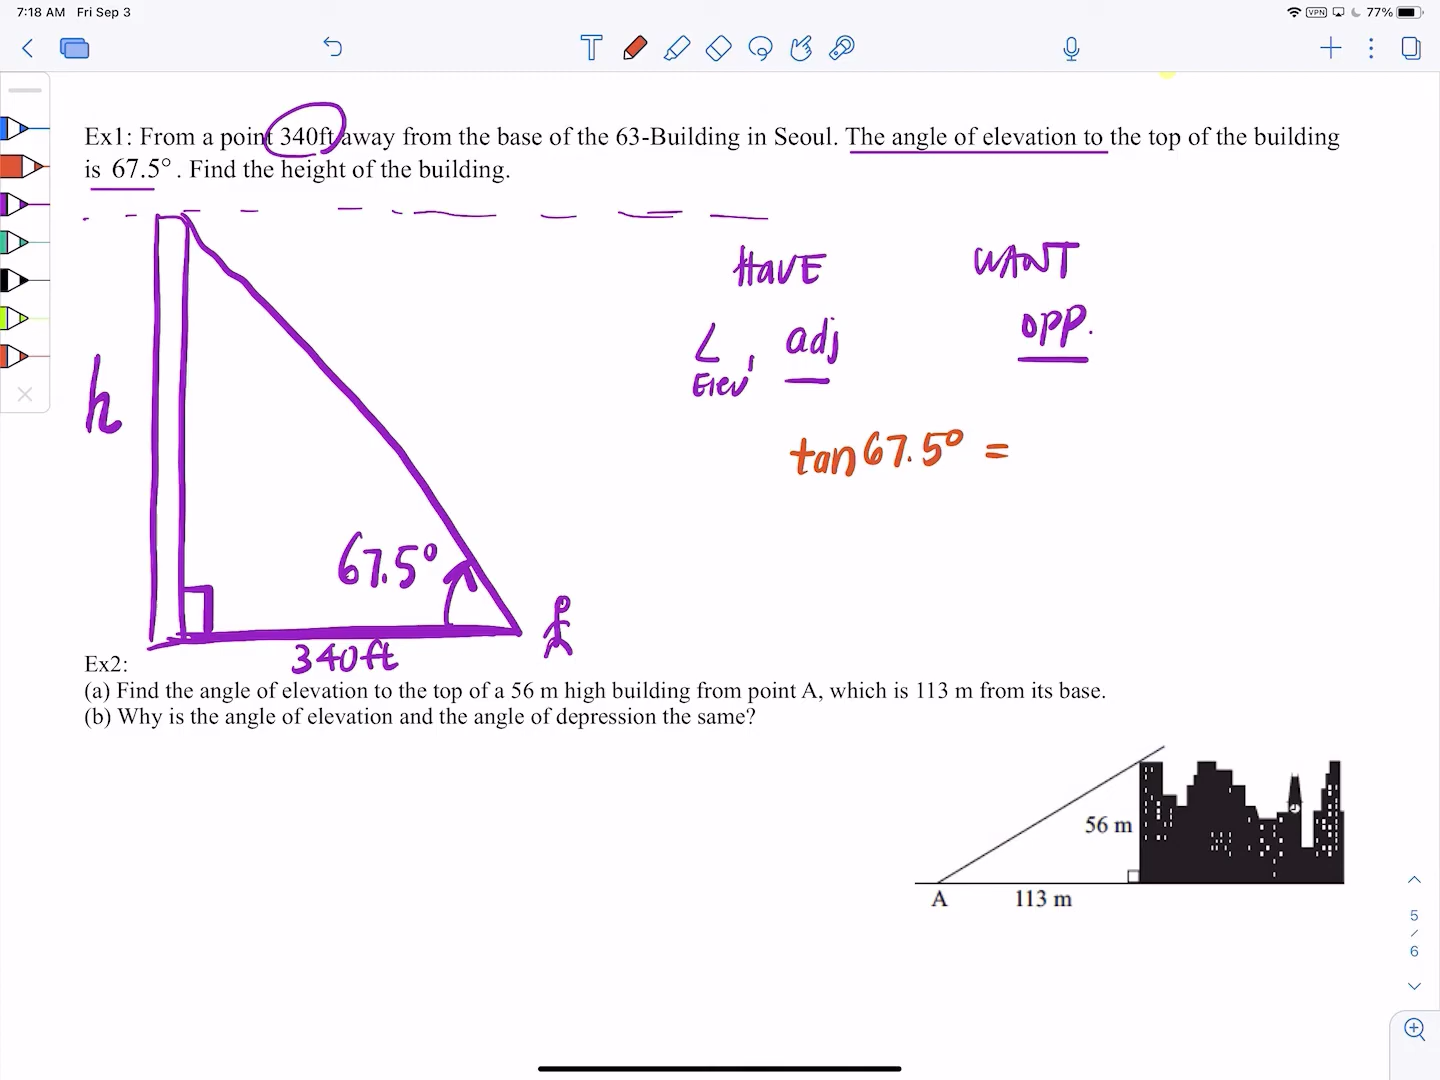 7:18 AM Fri Sep 3
VPN 77%
Ex1: From a point 340ft away from the base of the 63-Building in Seoul. The angle of elevation to the top of the building
is 67.5° . Find the height of the building.
HAVE WANT
∠, adj opp.
Elev
h
tan 67.5° =
67.5°
340ft
Ex2:
(a) Find the angle of elevation to the top of a 56 m high building from point A, which is 113 m from its base.
(b) Why is the angle of elevation and the angle of depression the same?
56 m
A 113 m
5
/
6